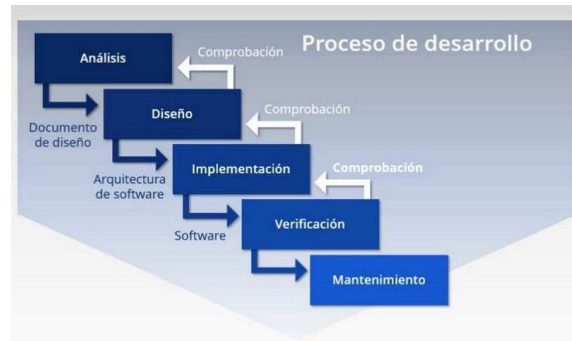 Proceso de desarrollo
Análisis
Comprobación
Documento
de diseño
Diseño
Comprobación
Arquitectura
de software
Implementación
Comprobación
Software
Verificación
Mantenimiento